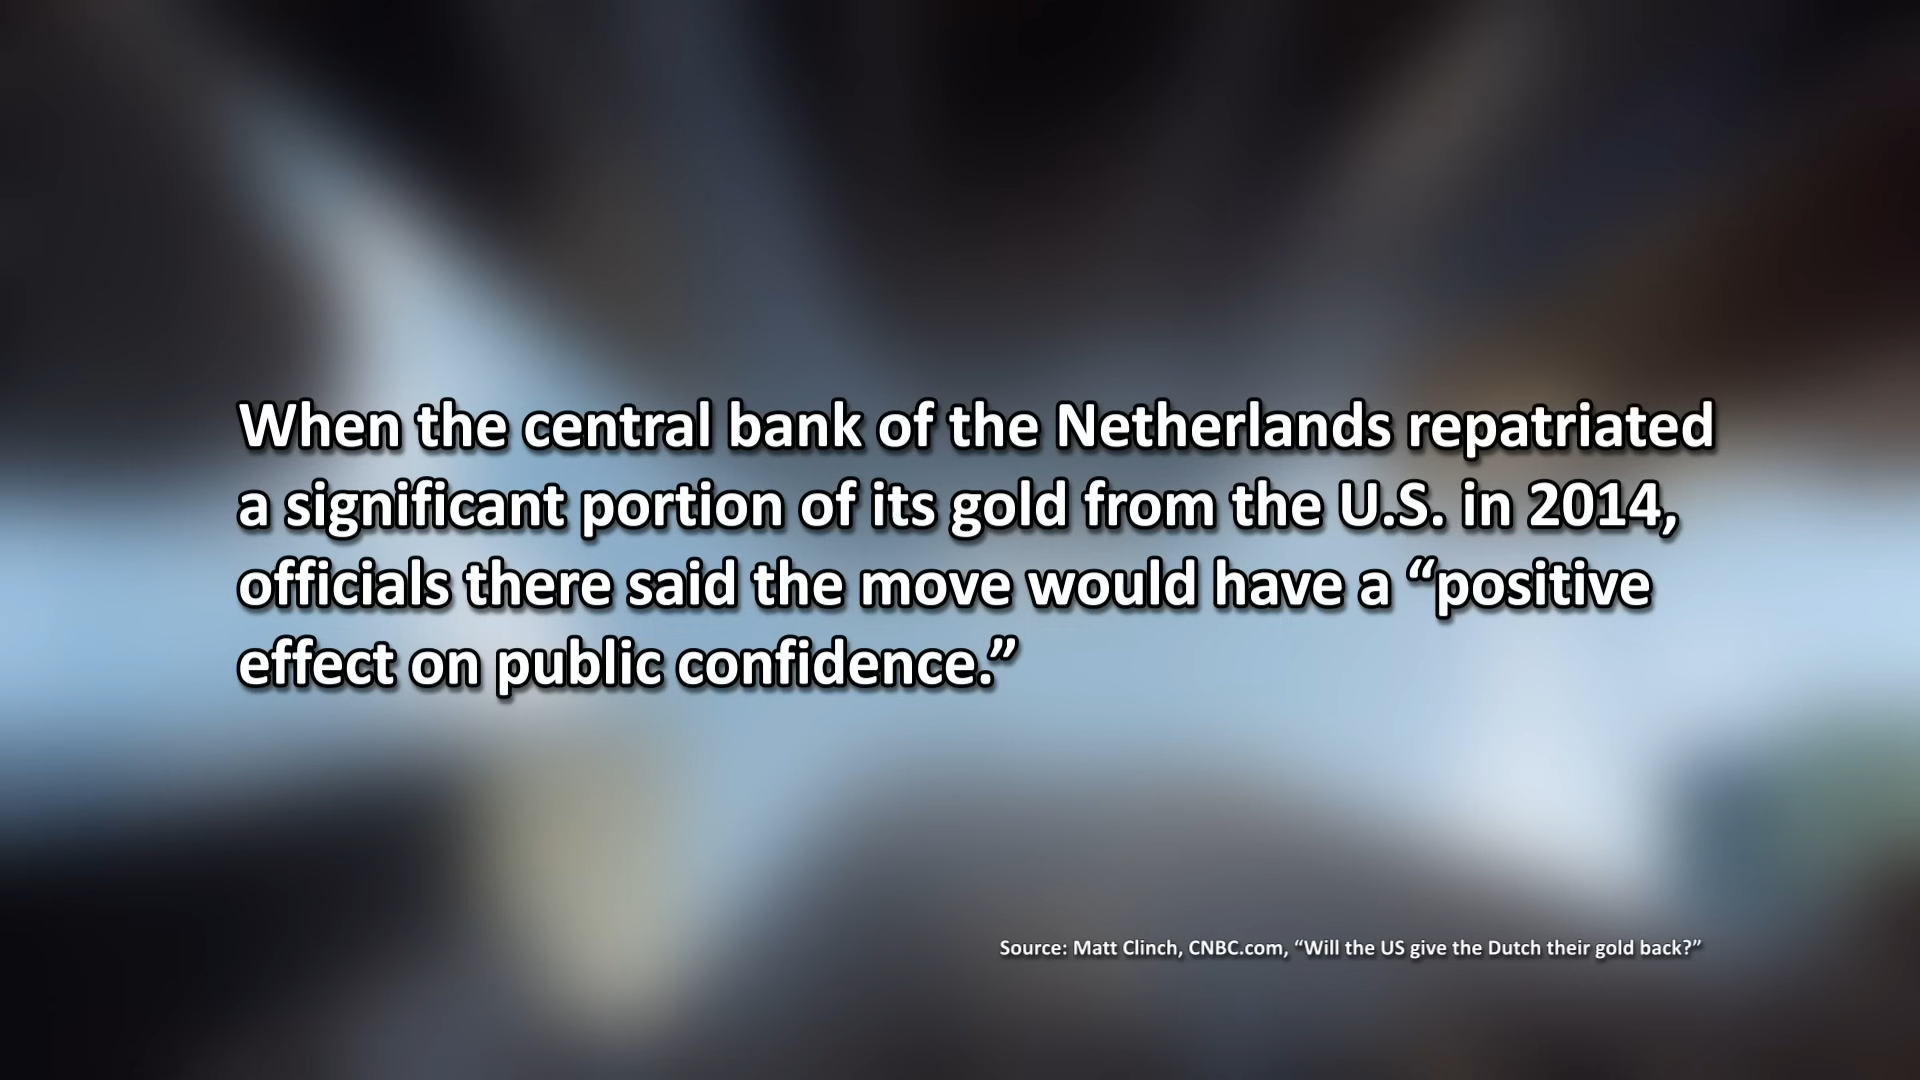 When the central bank of the Netherlands repatriated
a significant portion of its gold from the U.S. in 2014,
officials there said the move would have a “positive
effect on public confidence.”
Source: Matt Clinch, CNBC.com, “Will the US give the Dutch their gold back?”